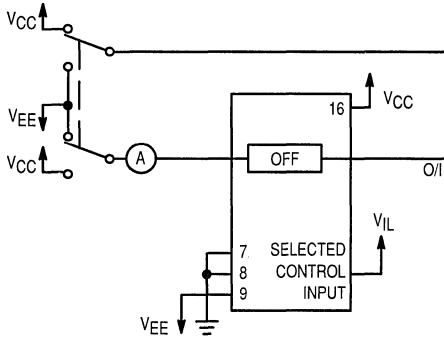 VCC
VEE
VCC
A
16
VCC
OFF
O/I
VIL
7 SELECTED
8 CONTROL
9 INPUT
VEE